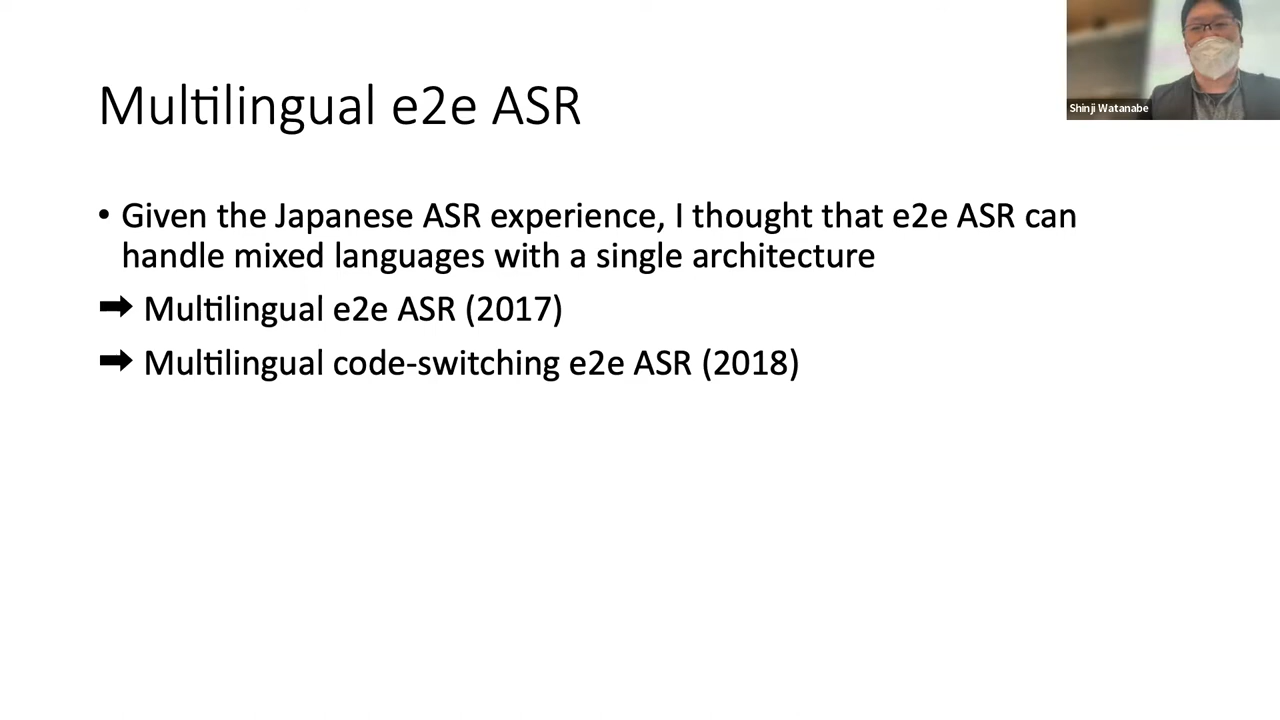 Multilingual e2e ASR
Shinji Watanabe
• Given the Japanese ASR experience, I thought that e2e ASR can
handle mixed languages with a single architecture
➡ Multilingual e2e ASR (2017)
➡ Multilingual code-switching e2e ASR (2018)